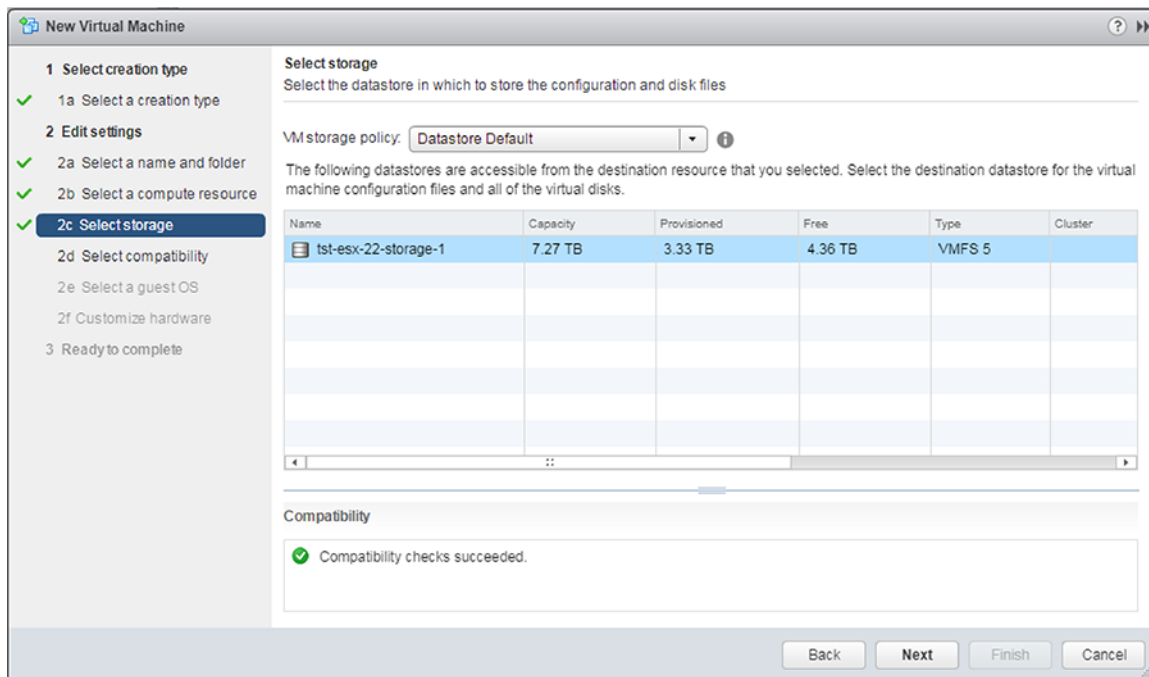 New Virtual Machine
1 Select creation type
1a Select a creation type
2 Edit settings
2a Select a name and folder
2b Select a compute resource
2c Select storage
2d Select compatibility
2e Select a guest OS
2f Customize hardware
3 Ready to complete
Select storage
Select the datastore in which to store the configuration and disk files
VM storage policy: Datastore Default
The following datastores are accessible from the destination resource that you selected. Select the destination datastore for the virtual
machine configuration files and all of the virtual disks.
Name Capacity Provisioned Free Type Cluster
tst-esx-22-storage-1 7.27 TB 3.33 TB 4.36 TB VMFS 5
Compatibility
Compatibility checks succeeded.
Back Next Finish Cancel